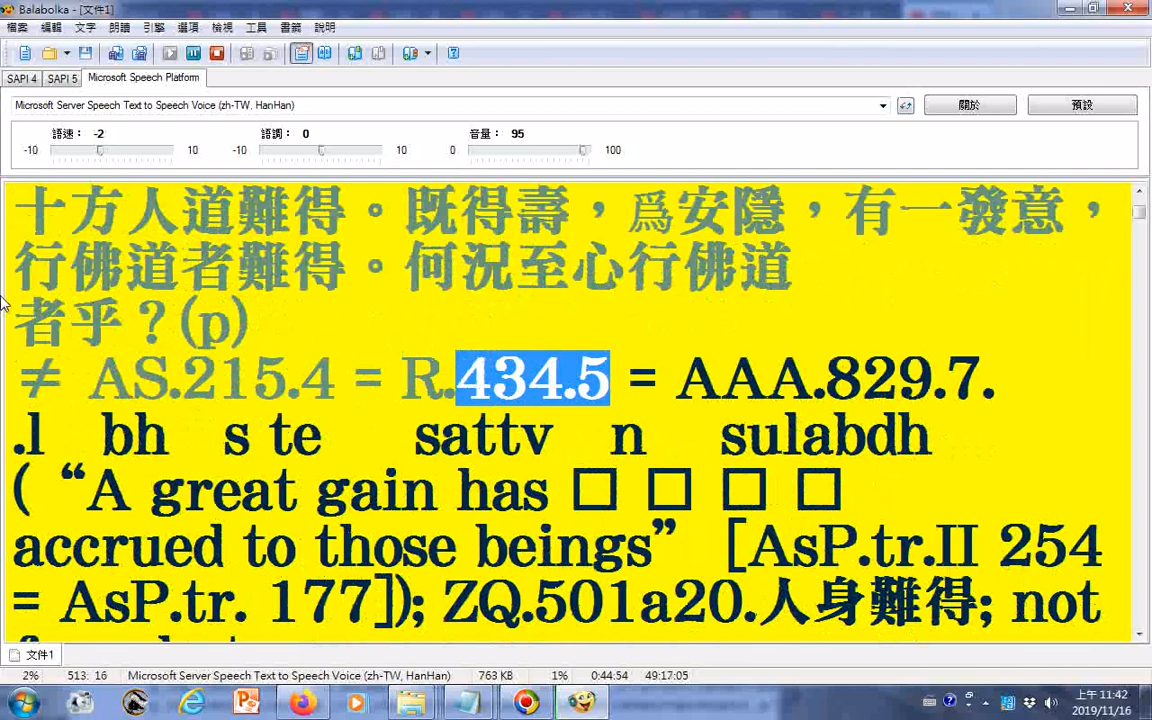 Balabolka - [文件1]
檔案 編輯 文字 朗讀 引擎 選項 檢視 工具 書籤 說明
SAPI 4 SAPI 5 Microsoft Speech Platform
Microsoft Server Speech Text to Speech Voice (zh-TW, HanHan) 關於 預設
語速： -2 語調： 0 音量： 95
-10 10 -10 10 0 100
十方人道難得。既得壽，爲安隱，有一發意，
行佛道者難得。何況至心行佛道
者乎？(p)
≠ AS.215.4 = R.434.5 = AAA.829.7.
.l bh s te sattv n sulabdh
( “A great gain has □ □ □ □
accrued to those beings” [AsP.tr.II 254
= AsP.tr. 177]); ZQ.501a20.人身難得; not
文件1
2% 513: 16 Microsoft Server Speech Text to Speech Voice (zh-TW, HanHan) 763 KB 1% 0:44:54 49:17:05
上午 11:42
2019/11/16